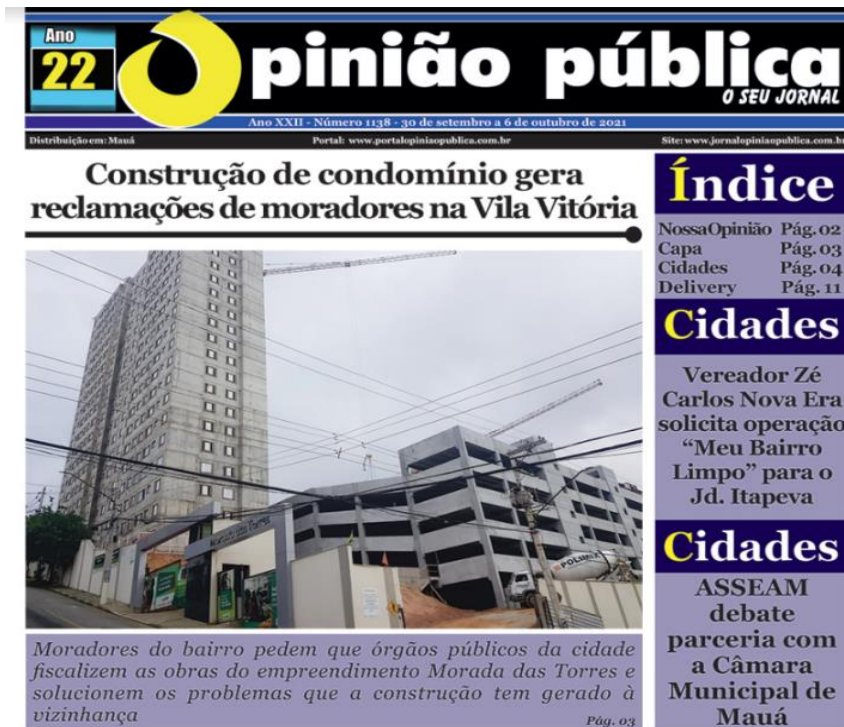 Ano
22
Opinião pública
O SEU JORNAL
Ano XXII - Número 1138 - 30 de setembro a 6 de outubro de 2021
Distribuição em: Mauá
Portal: www.portalopiniaopublica.com.br
Site: www.jornalopiniaopublica.com.br
Construção de condomínio gera
reclamações de moradores na Vila Vitória
MORADA DAS TORRES
POLIMIX
Moradores do bairro pedem que órgãos públicos da cidade
fiscalizem as obras do empreendimento Morada das Torres e
solucionem os problemas que a construção tem gerado à
vizinhança
Pág. 03
Índice
NossaOpinião Pág. 02
Capa Pág. 03
Cidades Pág. 04
Delivery Pág. 11
Cidades
Vereador Zé
Carlos Nova Era
solicita operação
“Meu Bairro
Limpo” para o
Jd. Itapeva
Cidades
ASSEAM
debate
parceria com
a Câmara
Municipal de
Mauá